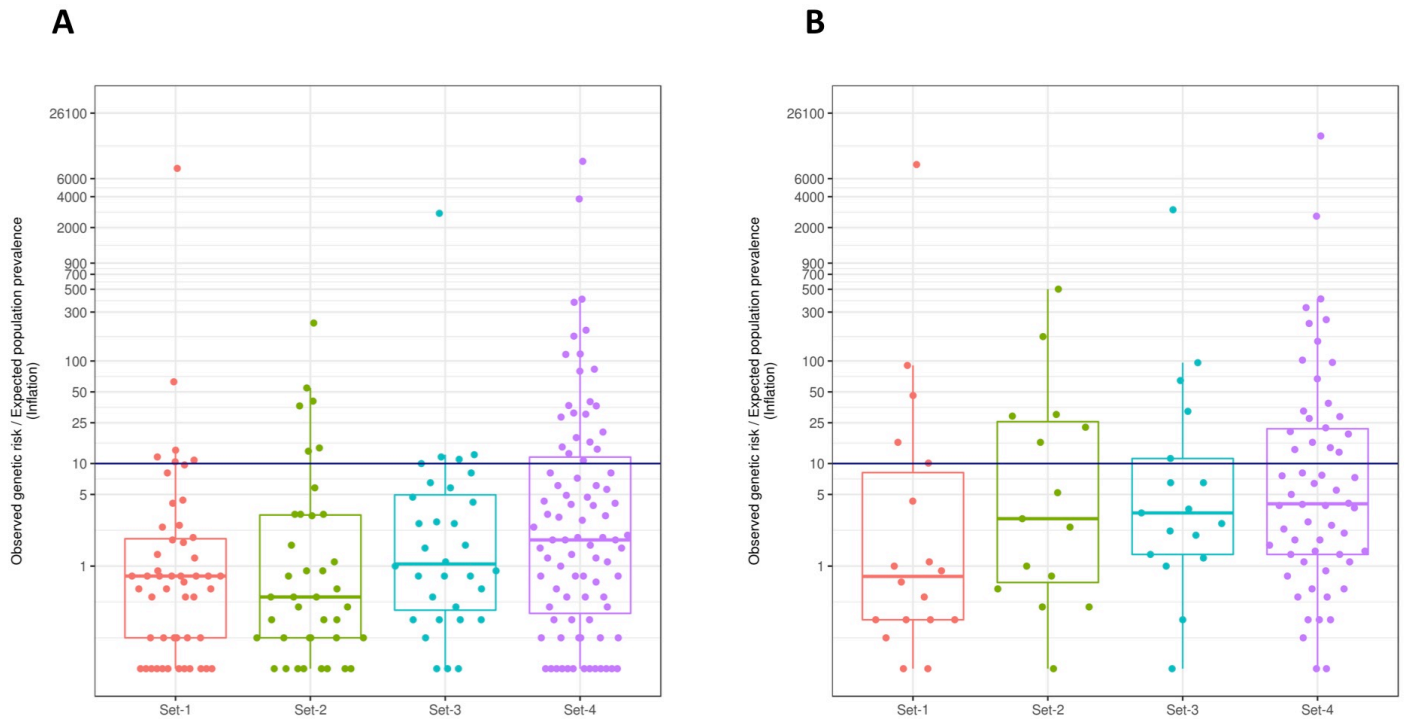 A
B
Observed genetic risk / Expected population prevalence
(Inflation)
26100
6000
4000
2000
900
700
500
300
100
50
25
10
5
1
Set-1
Set-2
Set-3
Set-4
Observed genetic risk / Expected population prevalence
(Inflation)
26100
6000
4000
2000
900
700
500
300
100
50
25
10
5
1
Set-1
Set-2
Set-3
Set-4